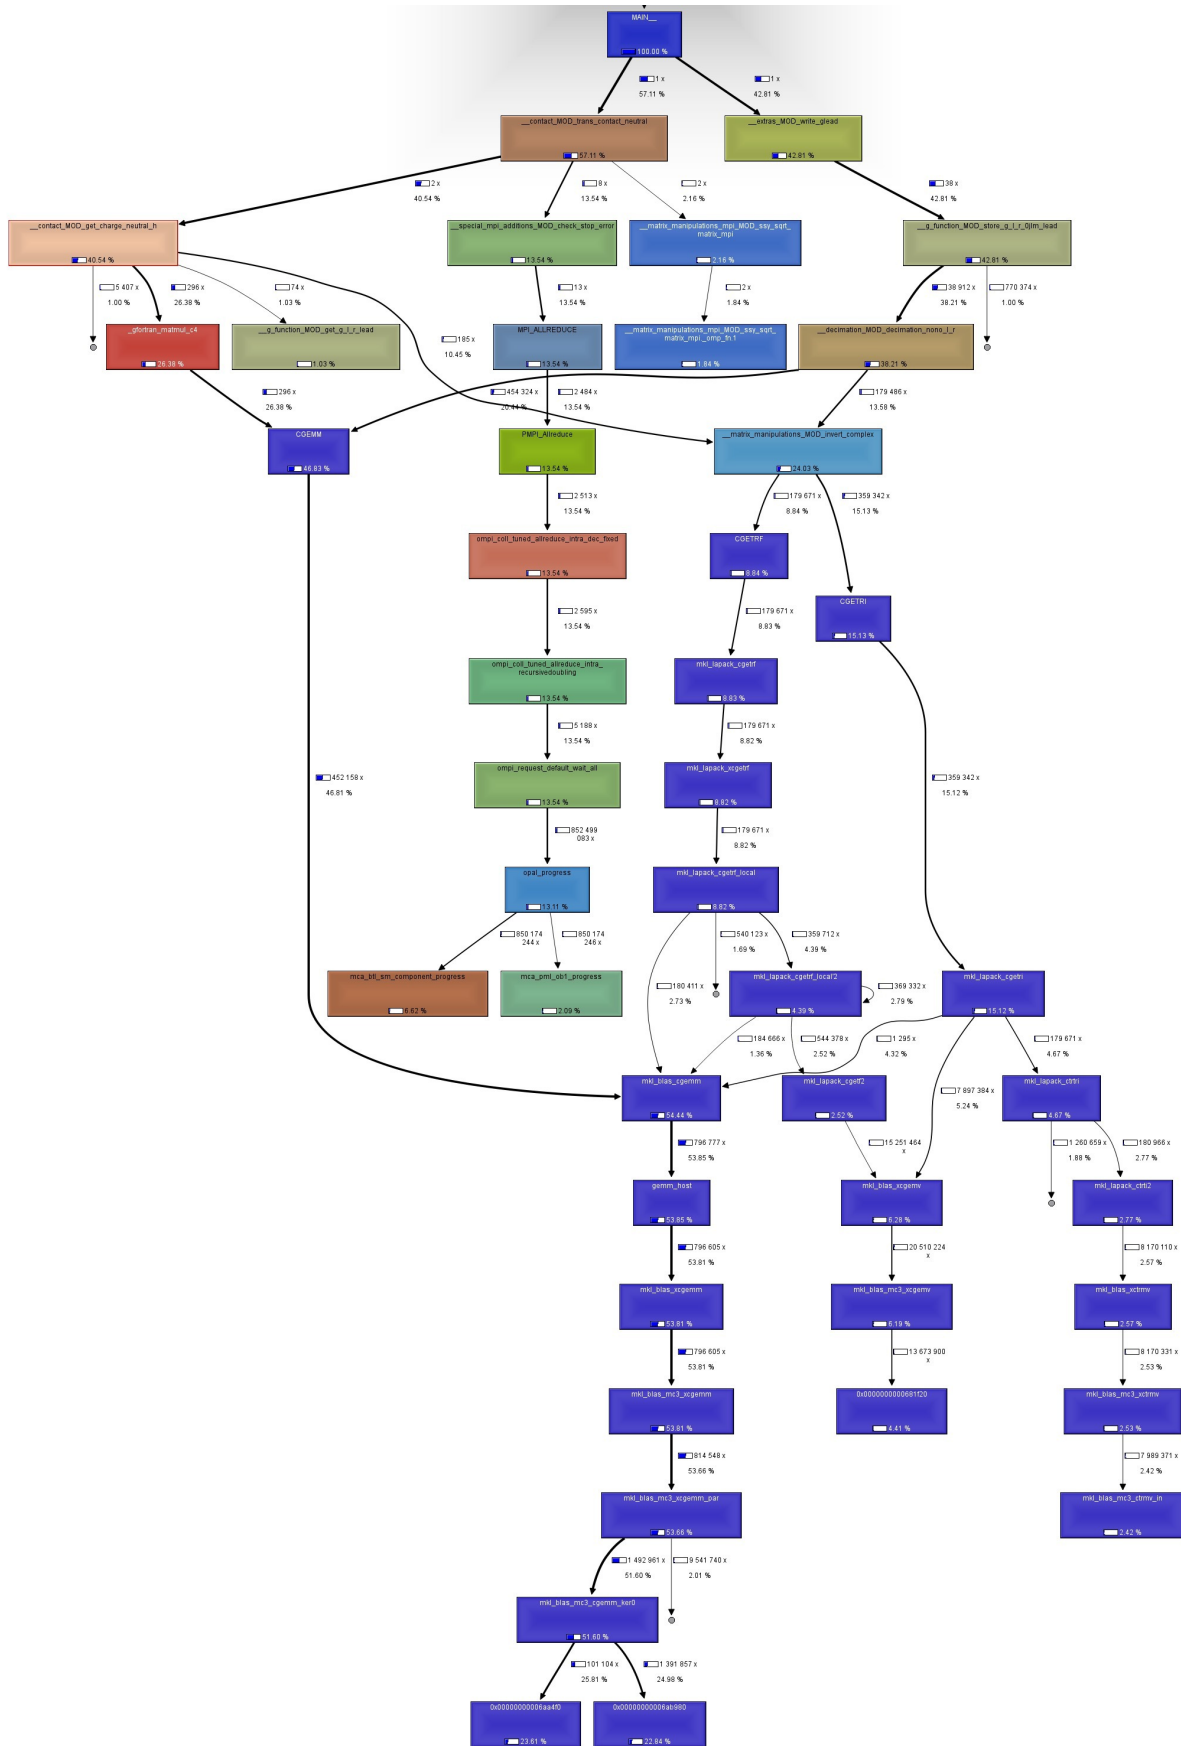 MAIN__
100.00 %
1 x
57.11 %
1 x
42.81 %
__contact_MOD_trans_contact_neutral
57.11 %
__extras_MOD_write_glead
42.81 %
2 x
40.54 %
8 x
13.54 %
2 x
2.16 %
38 x
42.81 %
__contact_MOD_get_charge_neutral_h
40.54 %
__special_mpi_additions_MOD_check_stop_error
13.54 %
__matrix_manipulations_mpi_MOD_ssy_sqrt_
matrix_mpi
2.16 %
__g_function_MOD_store_g_l_r_0jlm_lead
42.81 %
5 407 x
1.00 %
296 x
26.38 %
74 x
1.03 %
13 x
13.54 %
2 x
1.84 %
38 912 x
38.21 %
770 374 x
1.00 %
_gfortran_matmul_c4
26.38 %
__g_function_MOD_get_g_l_r_lead
1.03 %
185 x
10.45 %
MPI_ALLREDUCE
13.54 %
__matrix_manipulations_mpi_MOD_ssy_sqrt_
matrix_mpi._omp_fn.1
1.84 %
__decimation_MOD_decimation_nono_l_r
38.21 %
296 x
26.38 %
454 324 x
20.44 %
2 484 x
13.54 %
179 486 x
13.58 %
CGEMM
46.83 %
PMPI_Allreduce
13.54 %
__matrix_manipulations_MOD_invert_complex
24.03 %
2 513 x
13.54 %
179 671 x
8.84 %
359 342 x
15.13 %
ompi_coll_tuned_allreduce_intra_dec_fixed
13.54 %
CGETRF
8.84 %
CGETRI
15.13 %
2 595 x
13.54 %
179 671 x
8.83 %
ompi_coll_tuned_allreduce_intra_
recursivedoubling
13.54 %
mkl_lapack_cgetrf
8.83 %
5 188 x
13.54 %
179 671 x
8.82 %
452 158 x
46.81 %
ompi_request_default_wait_all
13.54 %
mkl_lapack_xcgetrf
8.82 %
359 342 x
15.12 %
852 499
083 x
179 671 x
8.82 %
opal_progress
13.11 %
mkl_lapack_cgetrf_local
8.82 %
850 174
244 x
850 174
246 x
540 123 x
1.69 %
359 712 x
4.39 %
mca_btl_sm_component_progress
6.62 %
mca_pml_ob1_progress
2.09 %
180 411 x
2.73 %
mkl_lapack_cgetrf_local2
4.39 %
369 332 x
2.79 %
mkl_lapack_cgetri
15.12 %
184 666 x
1.36 %
544 378 x
2.52 %
1 295 x
4.32 %
179 671 x
4.67 %
mkl_blas_cgemm
54.44 %
mkl_lapack_cgetf2
2.52 %
7 897 384 x
5.24 %
mkl_lapack_ctrtri
4.67 %
796 777 x
53.85 %
15 251 464
x
1 260 659 x
1.88 %
180 966 x
2.77 %
gemm_host
53.85 %
mkl_blas_xcgemv
6.28 %
mkl_lapack_ctrti2
2.77 %
796 605 x
53.81 %
20 510 224
x
8 170 110 x
2.57 %
mkl_blas_xcgemm
53.81 %
mkl_blas_mc3_xcgemv
6.19 %
mkl_blas_xctrmv
2.57 %
796 605 x
53.81 %
13 673 900
x
8 170 331 x
2.53 %
mkl_blas_mc3_xcgemm
53.81 %
0x0000000000681f20
4.41 %
mkl_blas_mc3_xctrmv
2.53 %
814 548 x
53.66 %
7 989 371 x
2.42 %
mkl_blas_mc3_xcgemm_par
53.66 %
mkl_blas_mc3_ctrmv_in
2.42 %
1 492 961 x
51.60 %
9 541 740 x
2.01 %
mkl_blas_mc3_cgemm_ker0
51.60 %
101 104 x
25.81 %
1 391 857 x
24.98 %
0x00000000006aa4f0
23.61 %
0x00000000006ab980
22.84 %